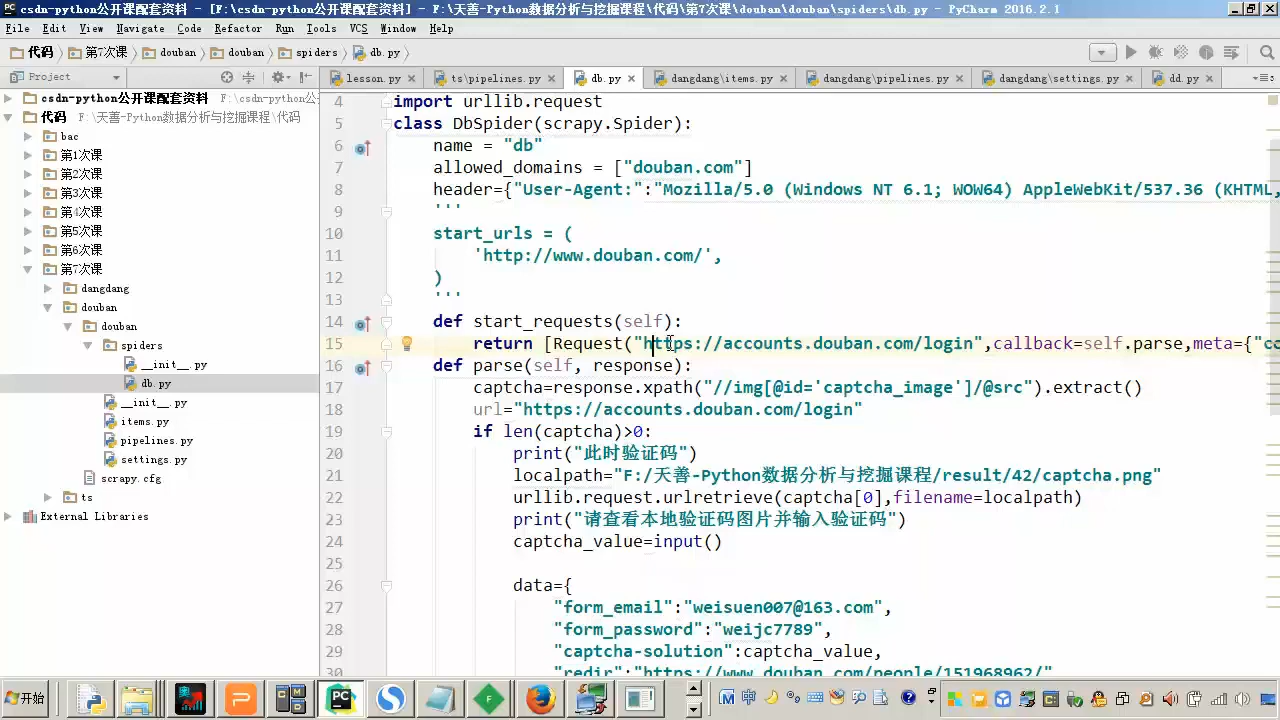 csdn-python公开课配套资料 - [F:\csdn-python公开课配套资料] - F:\天善-Python数据分析与挖掘课程\代码\第7次课\douban\douban\spiders\db.py - PyCharm 2016.2.1
File Edit View Navigate Code Refactor Run Tools VCS Window Help
代码 第7次课 douban douban spiders db.py
Project
lesson.py ts\pipelines.py db.py dangdang\items.py dangdang\pipelines.py dangdang\settings.py dd.py
csdn-python公开课配套资料 F:\csdn-python公
代码 F:\天善-Python数据分析与挖掘课程\代码
bac
第1次课
第2次课
第3次课
第4次课
第5次课
第6次课
第7次课
dangdang
douban
douban
spiders
__init__.py
db.py
__init__.py
items.py
pipelines.py
settings.py
scrapy.cfg
ts
External Libraries
4 import urllib.request
5 class DbSpider(scrapy.Spider):
6 name = "db"
7 allowed_domains = ["douban.com"]
8 header={"User-Agent:":"Mozilla/5.0 (Windows NT 6.1; WOW64) AppleWebKit/537.36 (KHTML,
9 '''
10 start_urls = (
11 'http://www.douban.com/',
12 )
13 '''
14 def start_requests(self):
15 return [Request("https://accounts.douban.com/login",callback=self.parse,meta={"co
16 def parse(self, response):
17 captcha=response.xpath("//img[@id='captcha_image']/@src").extract()
18 url="https://accounts.douban.com/login"
19 if len(captcha)>0:
20 print("此时验证码")
21 localpath="F:/天善-Python数据分析与挖掘课程/result/42/captcha.png"
22 urllib.request.urlretrieve(captcha[0],filename=localpath)
23 print("请查看本地验证码图片并输入验证码")
24 captcha_value=input()
25
26 data={
27 "form_email":"weisuen007@163.com",
28 "form_password":"weijc7789",
29 "captcha-solution":captcha_value,
30 "redir":"https://www.douban.com/people/151968962/"
开始
中